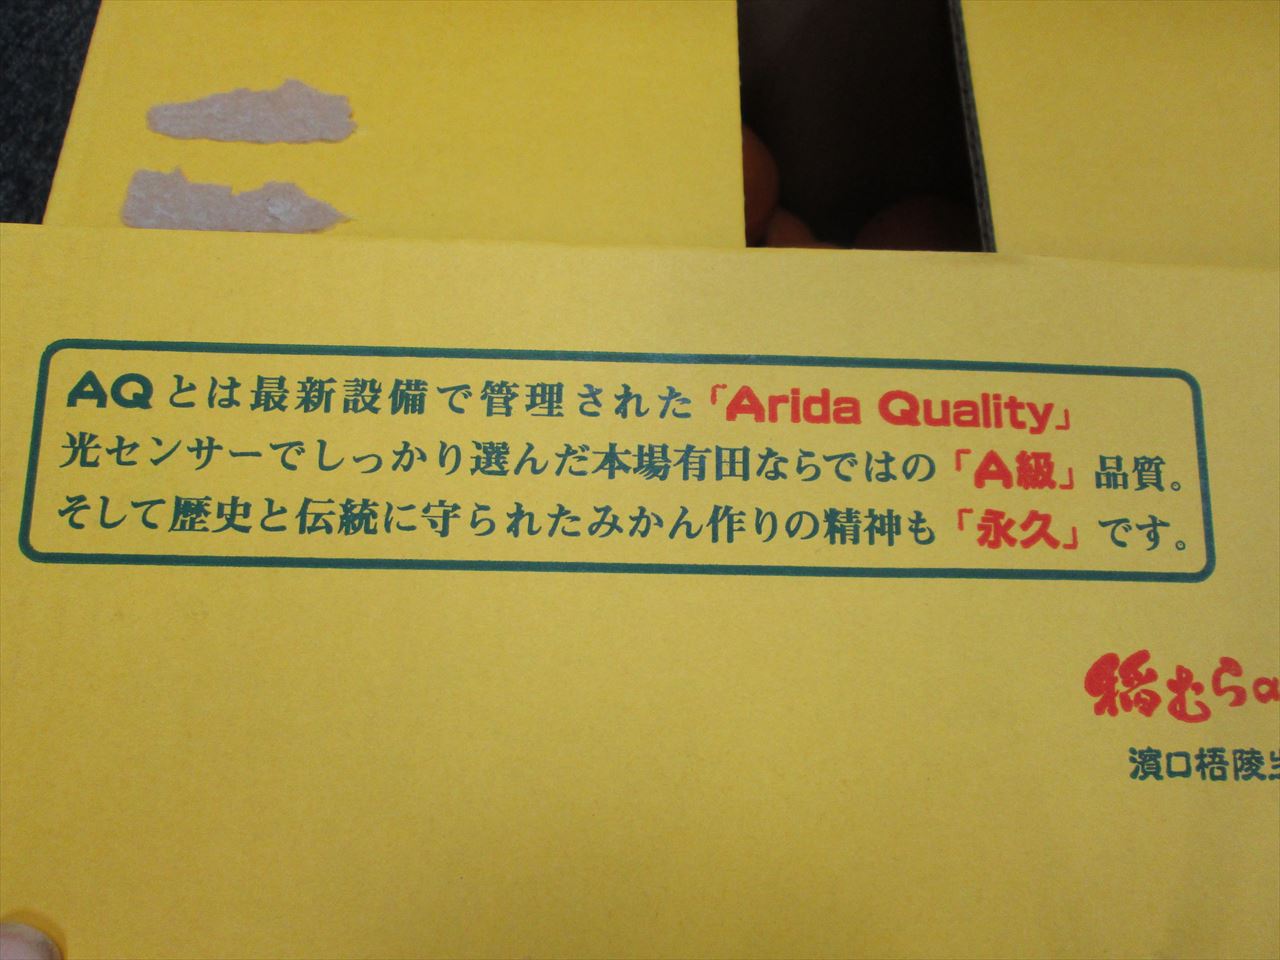 AQとは最新設備で管理された「Arida Quality」
光センサーでしっかり選んだ本場有田ならではの「A級」品質。
そして歴史と伝統に守られたみかん作りの精神も「永久」です。
稲むらの
濱口梧陵生